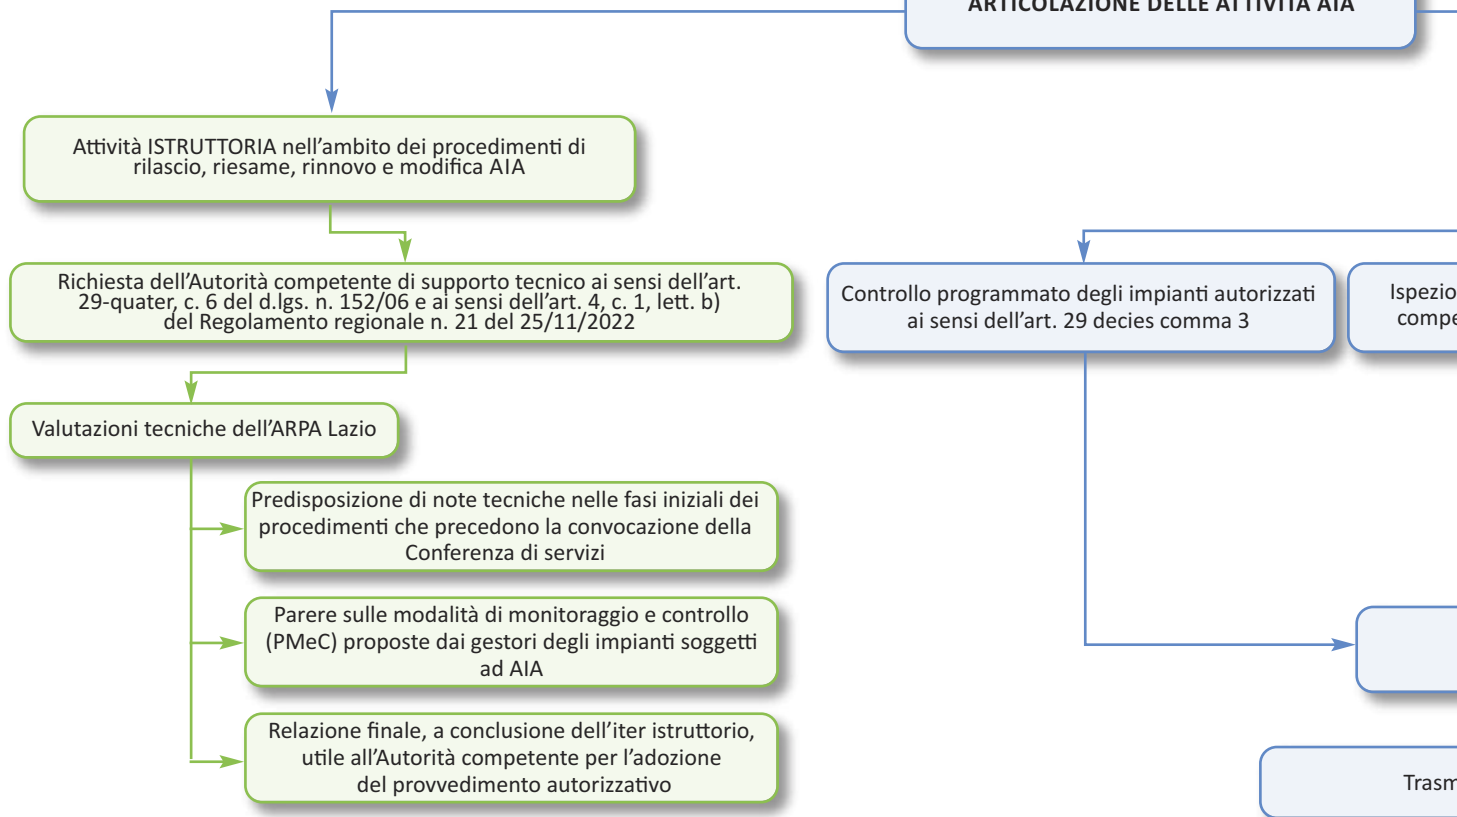 ARTICOLAZIONE DELLE ATTIVITÀ AIA
Attività ISTRUTTORIA nell'ambito dei procedimenti di
rilascio, riesame, rinnovo e modifica AIA
Richiesta dell'Autorità competente di supporto tecnico ai sensi dell'art.
29-quater, c. 6 del d.lgs. n. 152/06 e ai sensi dell'art. 4, c. 1, lett. b)
del Regolamento regionale n. 21 del 25/11/2022
Valutazioni tecniche dell'ARPA Lazio
Predisposizione di note tecniche nelle fasi iniziali dei
procedimenti che precedono la convocazione della
Conferenza di servizi
Parere sulle modalità di monitoraggio e controllo
(PMeC) proposte dai gestori degli impianti soggetti
ad AIA
Relazione finale, a conclusione dell'iter istruttorio,
utile all'Autorità competente per l'adozione
del provvedimento autorizzativo
Controllo programmato degli impianti autorizzati
ai sensi dell'art. 29 decies comma 3
Ispezio
compe
Trasm